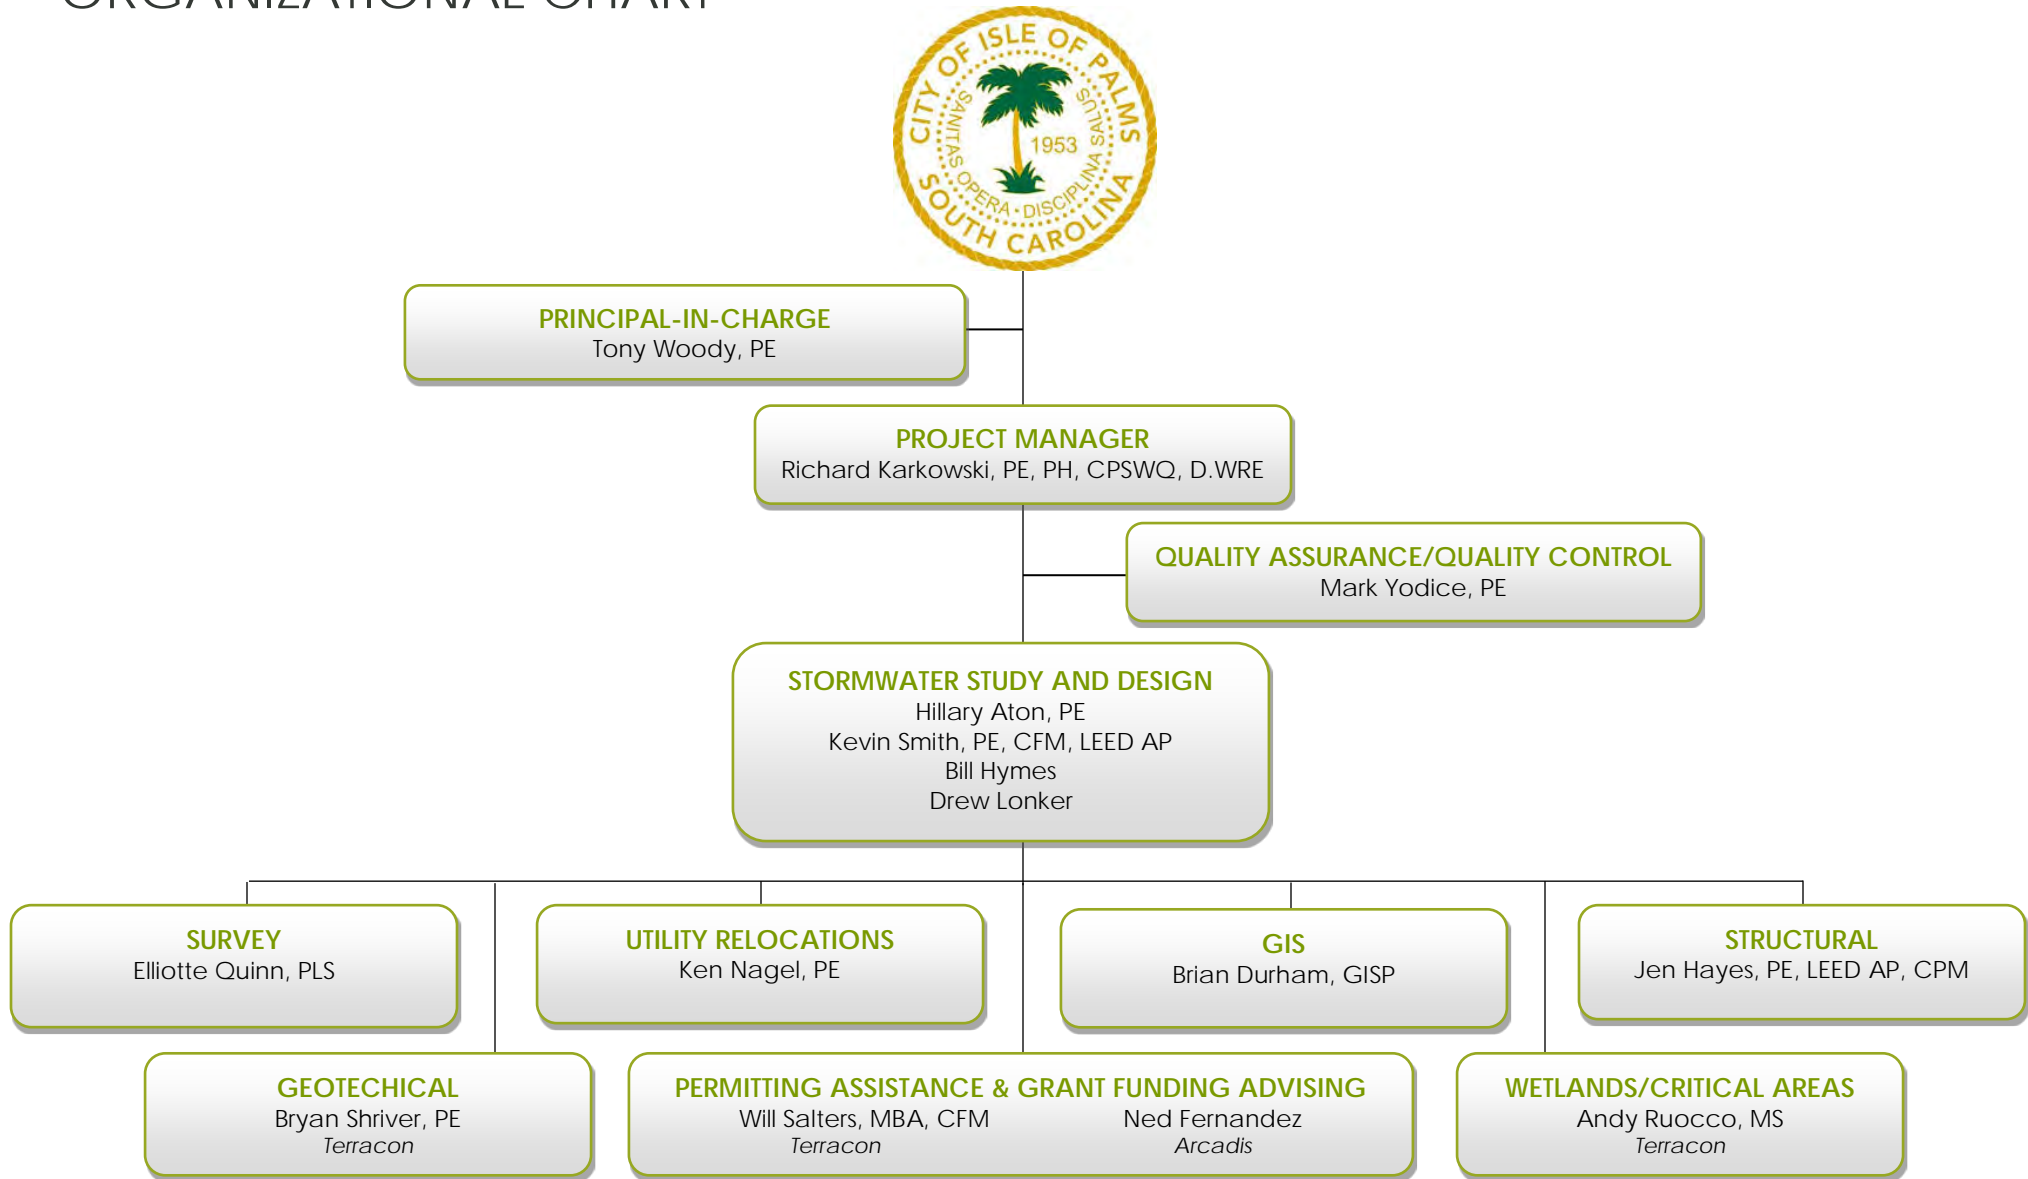 ORGANIZATIONAL CHART
CITY OF ISLE OF PALMS
SOUTH CAROLINA
SANITAS OPERA · DISCIPLINA SALUS
1953
PRINCIPAL-IN-CHARGE
Tony Woody, PE
PROJECT MANAGER
Richard Karkowski, PE, PH, CPSWQ, D.WRE
QUALITY ASSURANCE/QUALITY CONTROL
Mark Yodice, PE
STORMWATER STUDY AND DESIGN
Hillary Aton, PE
Kevin Smith, PE, CFM, LEED AP
Bill Hymes
Drew Lonker
SURVEY
Elliotte Quinn, PLS
UTILITY RELOCATIONS
Ken Nagel, PE
GIS
Brian Durham, GISP
STRUCTURAL
Jen Hayes, PE, LEED AP, CPM
GEOTECHICAL
Bryan Shriver, PE
Terracon
PERMITTING ASSISTANCE & GRANT FUNDING ADVISING
Will Salters, MBA, CFM Ned Fernandez
Terracon Arcadis
WETLANDS/CRITICAL AREAS
Andy Ruocco, MS
Terracon